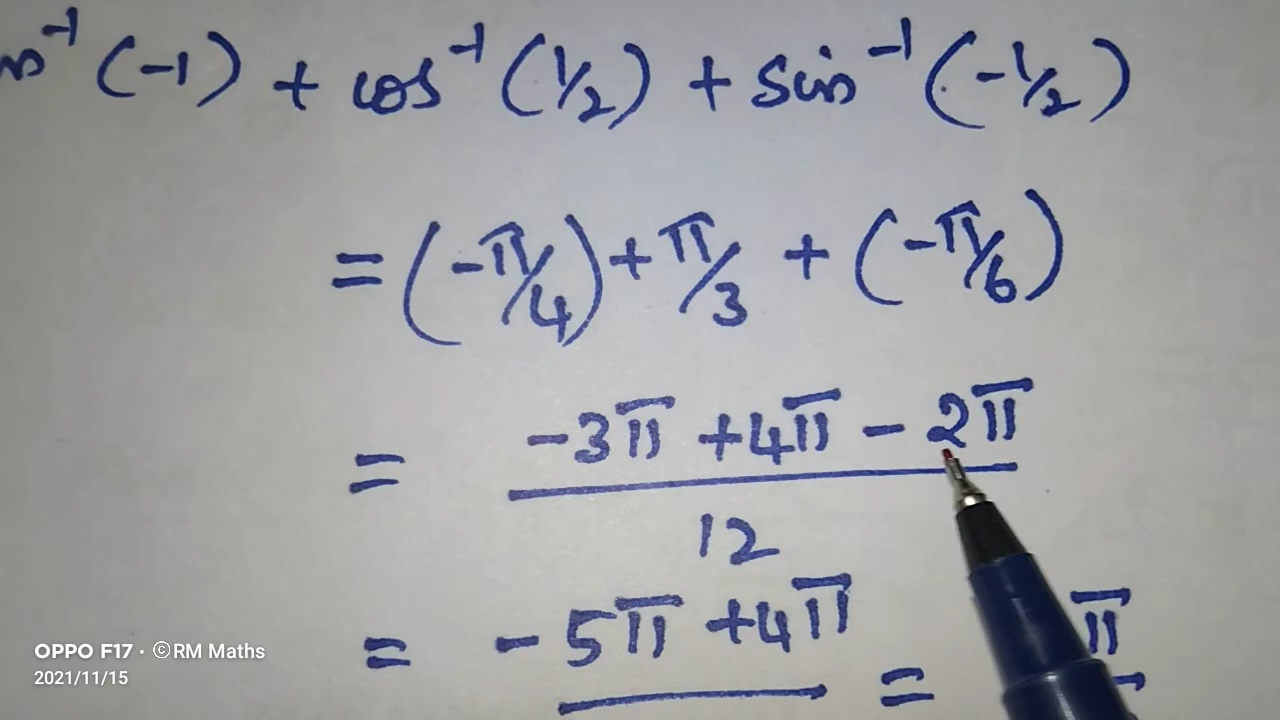 (-1) + cos⁻¹ (1/2) + sin⁻¹ (-1/2)
= (-π/4) + π/3 + (-π/6)
= -3π + 4π - 2π
12
= -5π + 4π = π
OPPO F17 · ©RM Maths
2021/11/15